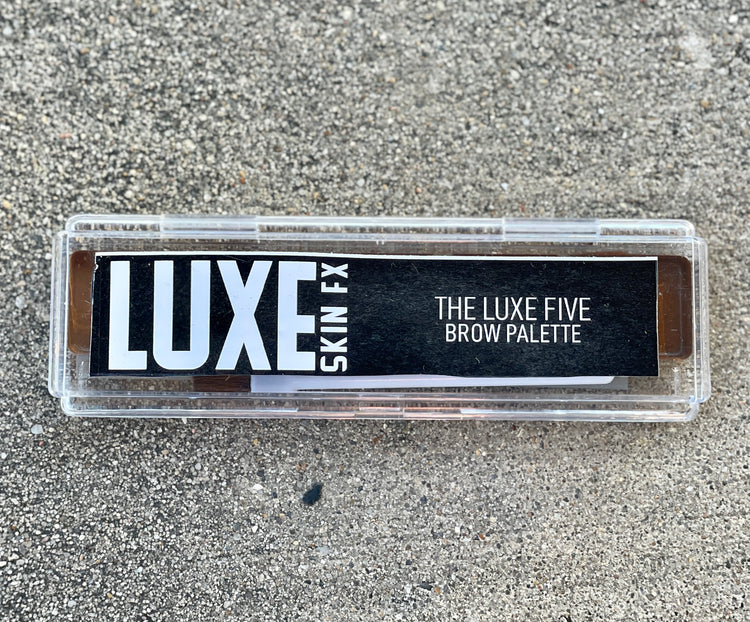 LUXE
SKIN FX
THE LUXE FIVE
BROW PALETTE